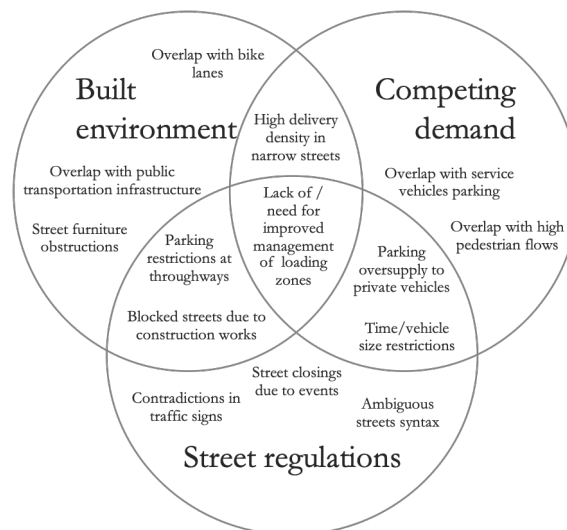 Overlap with bike
lanes
Built
environment
Competing
demand
High delivery
density in
narrow streets
Overlap with public
transportation infrastructure
Overlap with service
vehicles parking
Street furniture
obstructions
Lack of /
need for
improved
management
of loading
zones
Overlap with high
pedestrian flows
Parking
restrictions at
throughways
Parking
oversupply to
private vehicles
Blocked streets due to
construction works
Time/vehicle
size restrictions
Street closings
due to events
Contradictions in
traffic signs
Ambiguous
streets syntax
Street regulations